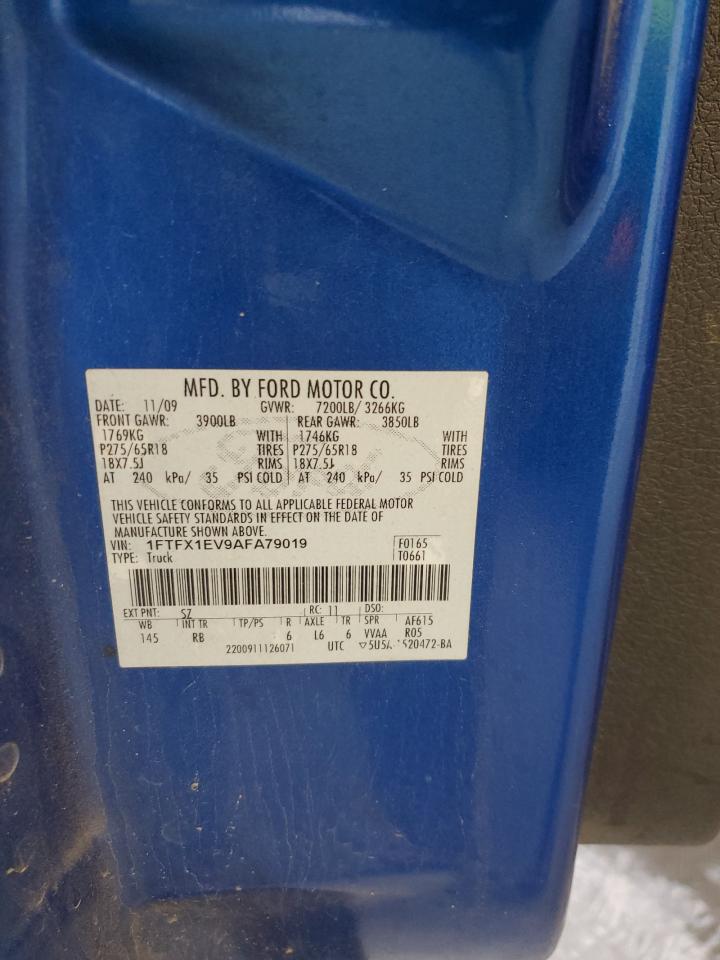 MFD. BY FORD MOTOR CO.
DATE: 11/09 GVWR: 7200LB/ 3266KG
FRONT GAWR: 3900LB REAR GAWR: 3850LB
1769KG WITH 1746KG WITH
P275/65R18 TIRES P275/65R18 TIRES
18X7.5J RIMS 18X7.5J RIMS
AT 240 kPa/ 35 PSI COLD AT 240 kPa/ 35 PSI COLD
THIS VEHICLE CONFORMS TO ALL APPLICABLE FEDERAL MOTOR
VEHICLE SAFETY STANDARDS IN EFFECT ON THE DATE OF
MANUFACTURE SHOWN ABOVE.
VIN: 1FTFX1EV9AFA79019 F0165
TYPE: Truck T0661
EXT PNT: SZ RC: 11 DSO:
WB INT TR TP/PS R AXLE TR SPR AF615
145 RB 6 L6 6 VVAA R05
2200911126071 UTC